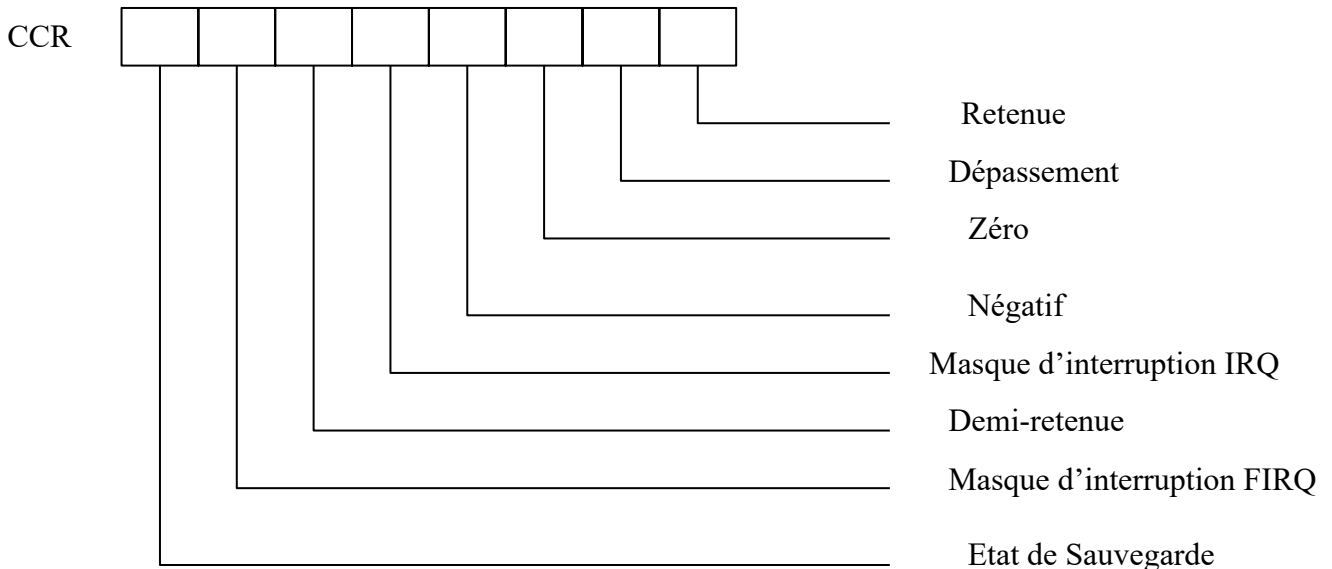 CCR
Retenue
Dépassement
Zéro
Négatif
Masque d’interruption IRQ
Demi-retenue
Masque d’interruption FIRQ
Etat de Sauvegarde